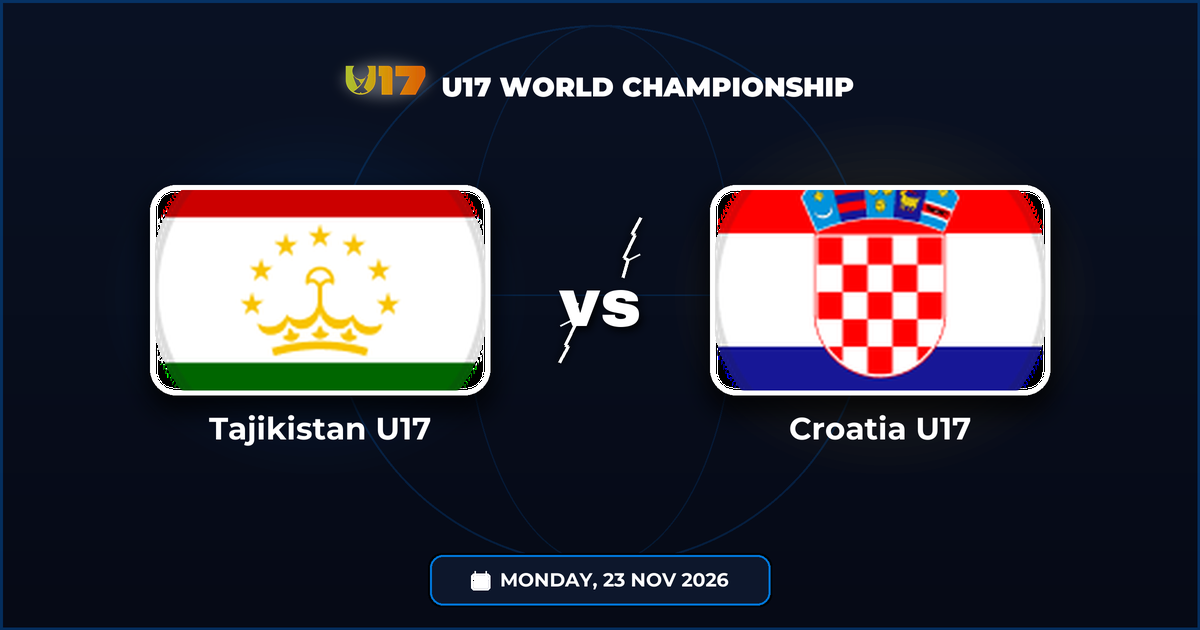 U17 U17 WORLD CHAMPIONSHIP
VS
Tajikistan U17
Croatia U17
MONDAY, 23 NOV 2026